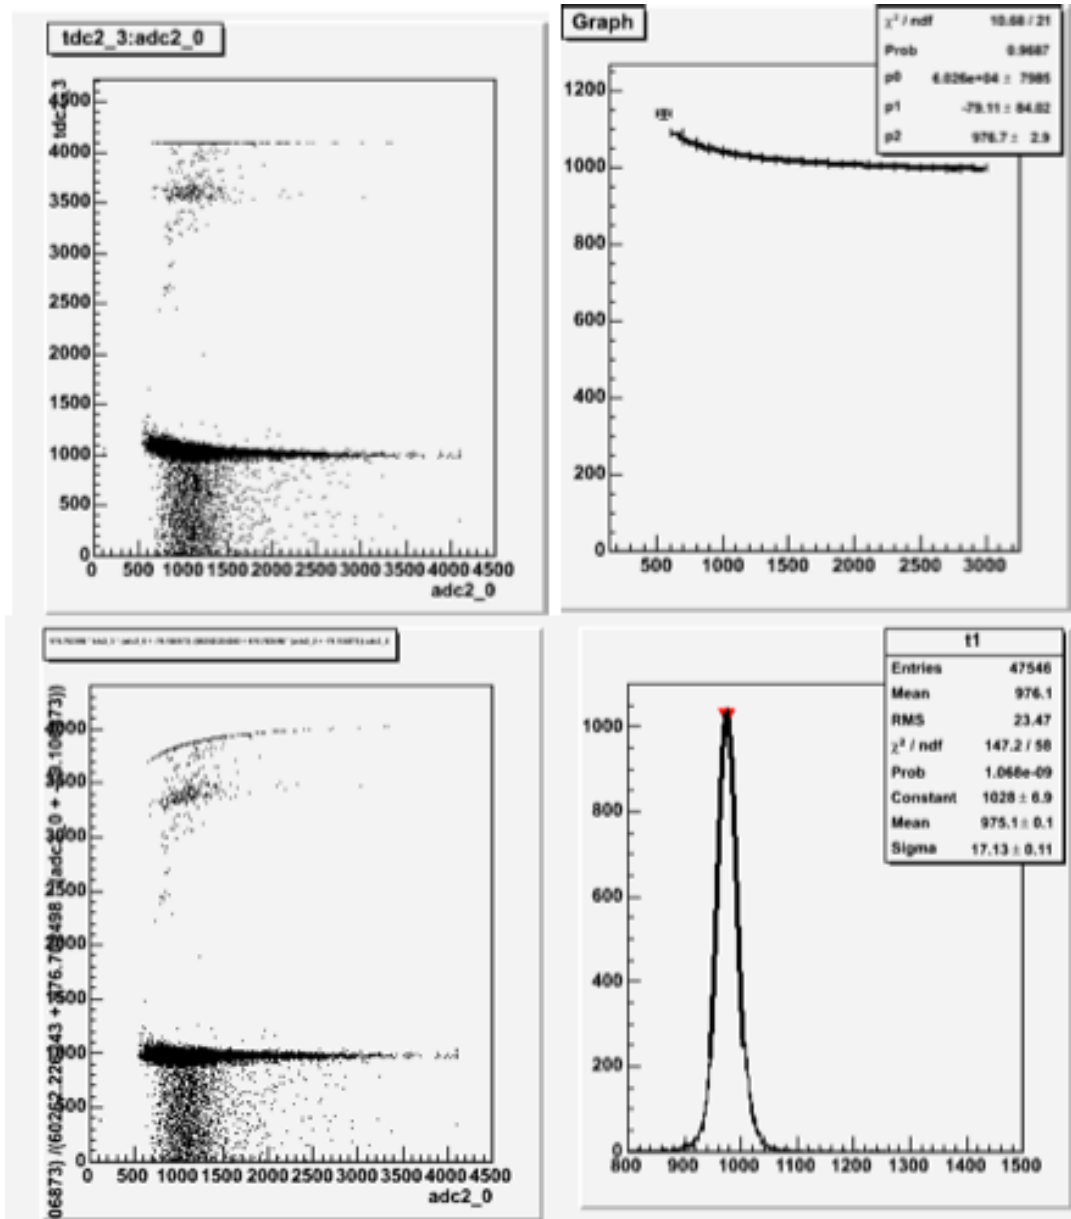 tdc2_3:adc2_0
4500
4000
3500
3000
2500
2000
1500
1000
500
0
0 500 1000 1500 2000 2500 3000 3500 4000 4500
adc2_0
Graph
χ² / ndf 10.68 / 21
Prob 0.9687
p0 6.026e+04 ± 7985
p1 -79.11 ± 84.02
p2 976.7 ± 2.9
1200
1000
800
600
400
200
0
500 1000 1500 2000 2500 3000
4000
3500
3000
2500
2000
1500
1000
500
0
0 500 1000 1500 2000 2500 3000 3500 4000 4500
adc2_0
t1
Entries 47546
Mean 976.1
RMS 23.47
χ² / ndf 147.2 / 58
Prob 1.068e-09
Constant 1028 ± 6.9
Mean 975.1 ± 0.1
Sigma 17.13 ± 0.11
1000
800
600
400
200
0
800 900 1000 1100 1200 1300 1400 1500